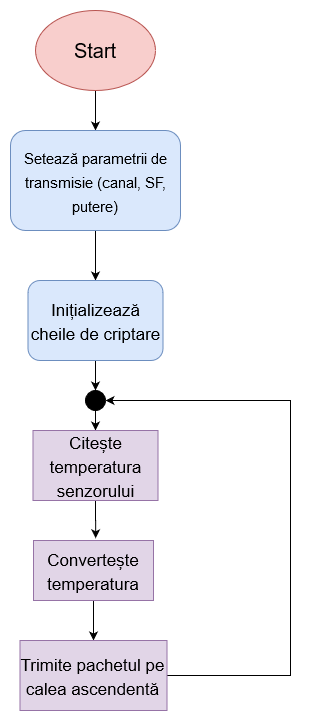 Start
Setează parametrii de
transmisie (canal, SF,
putere)
Inițializează
cheile de criptare
Citește
temperatura
senzorului
Convertește
temperatura
Trimite pachetul pe
calea ascendentă